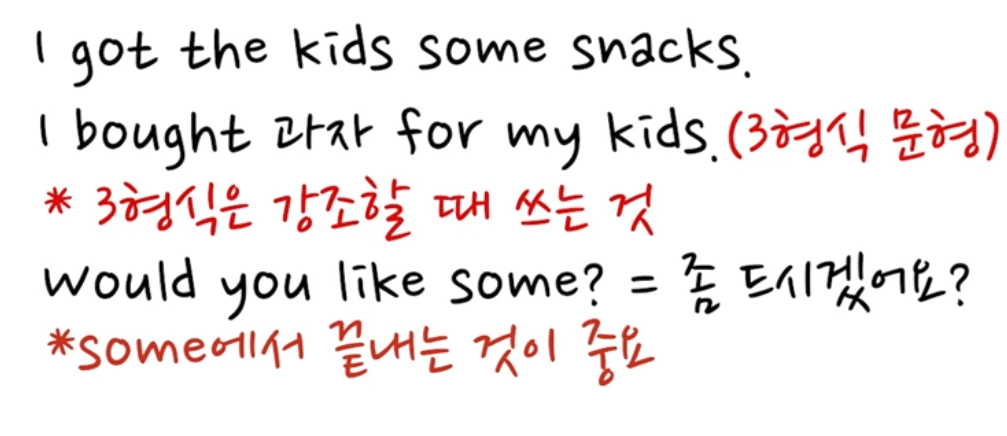 I got the kids some snacks.
I bought 과자 for my kids. (3형식 문형)
* 3형식은 강조할 때 쓰는 것
would you like some? = 좀 드시겠어요?
*some에서 끝내는 것이 중요